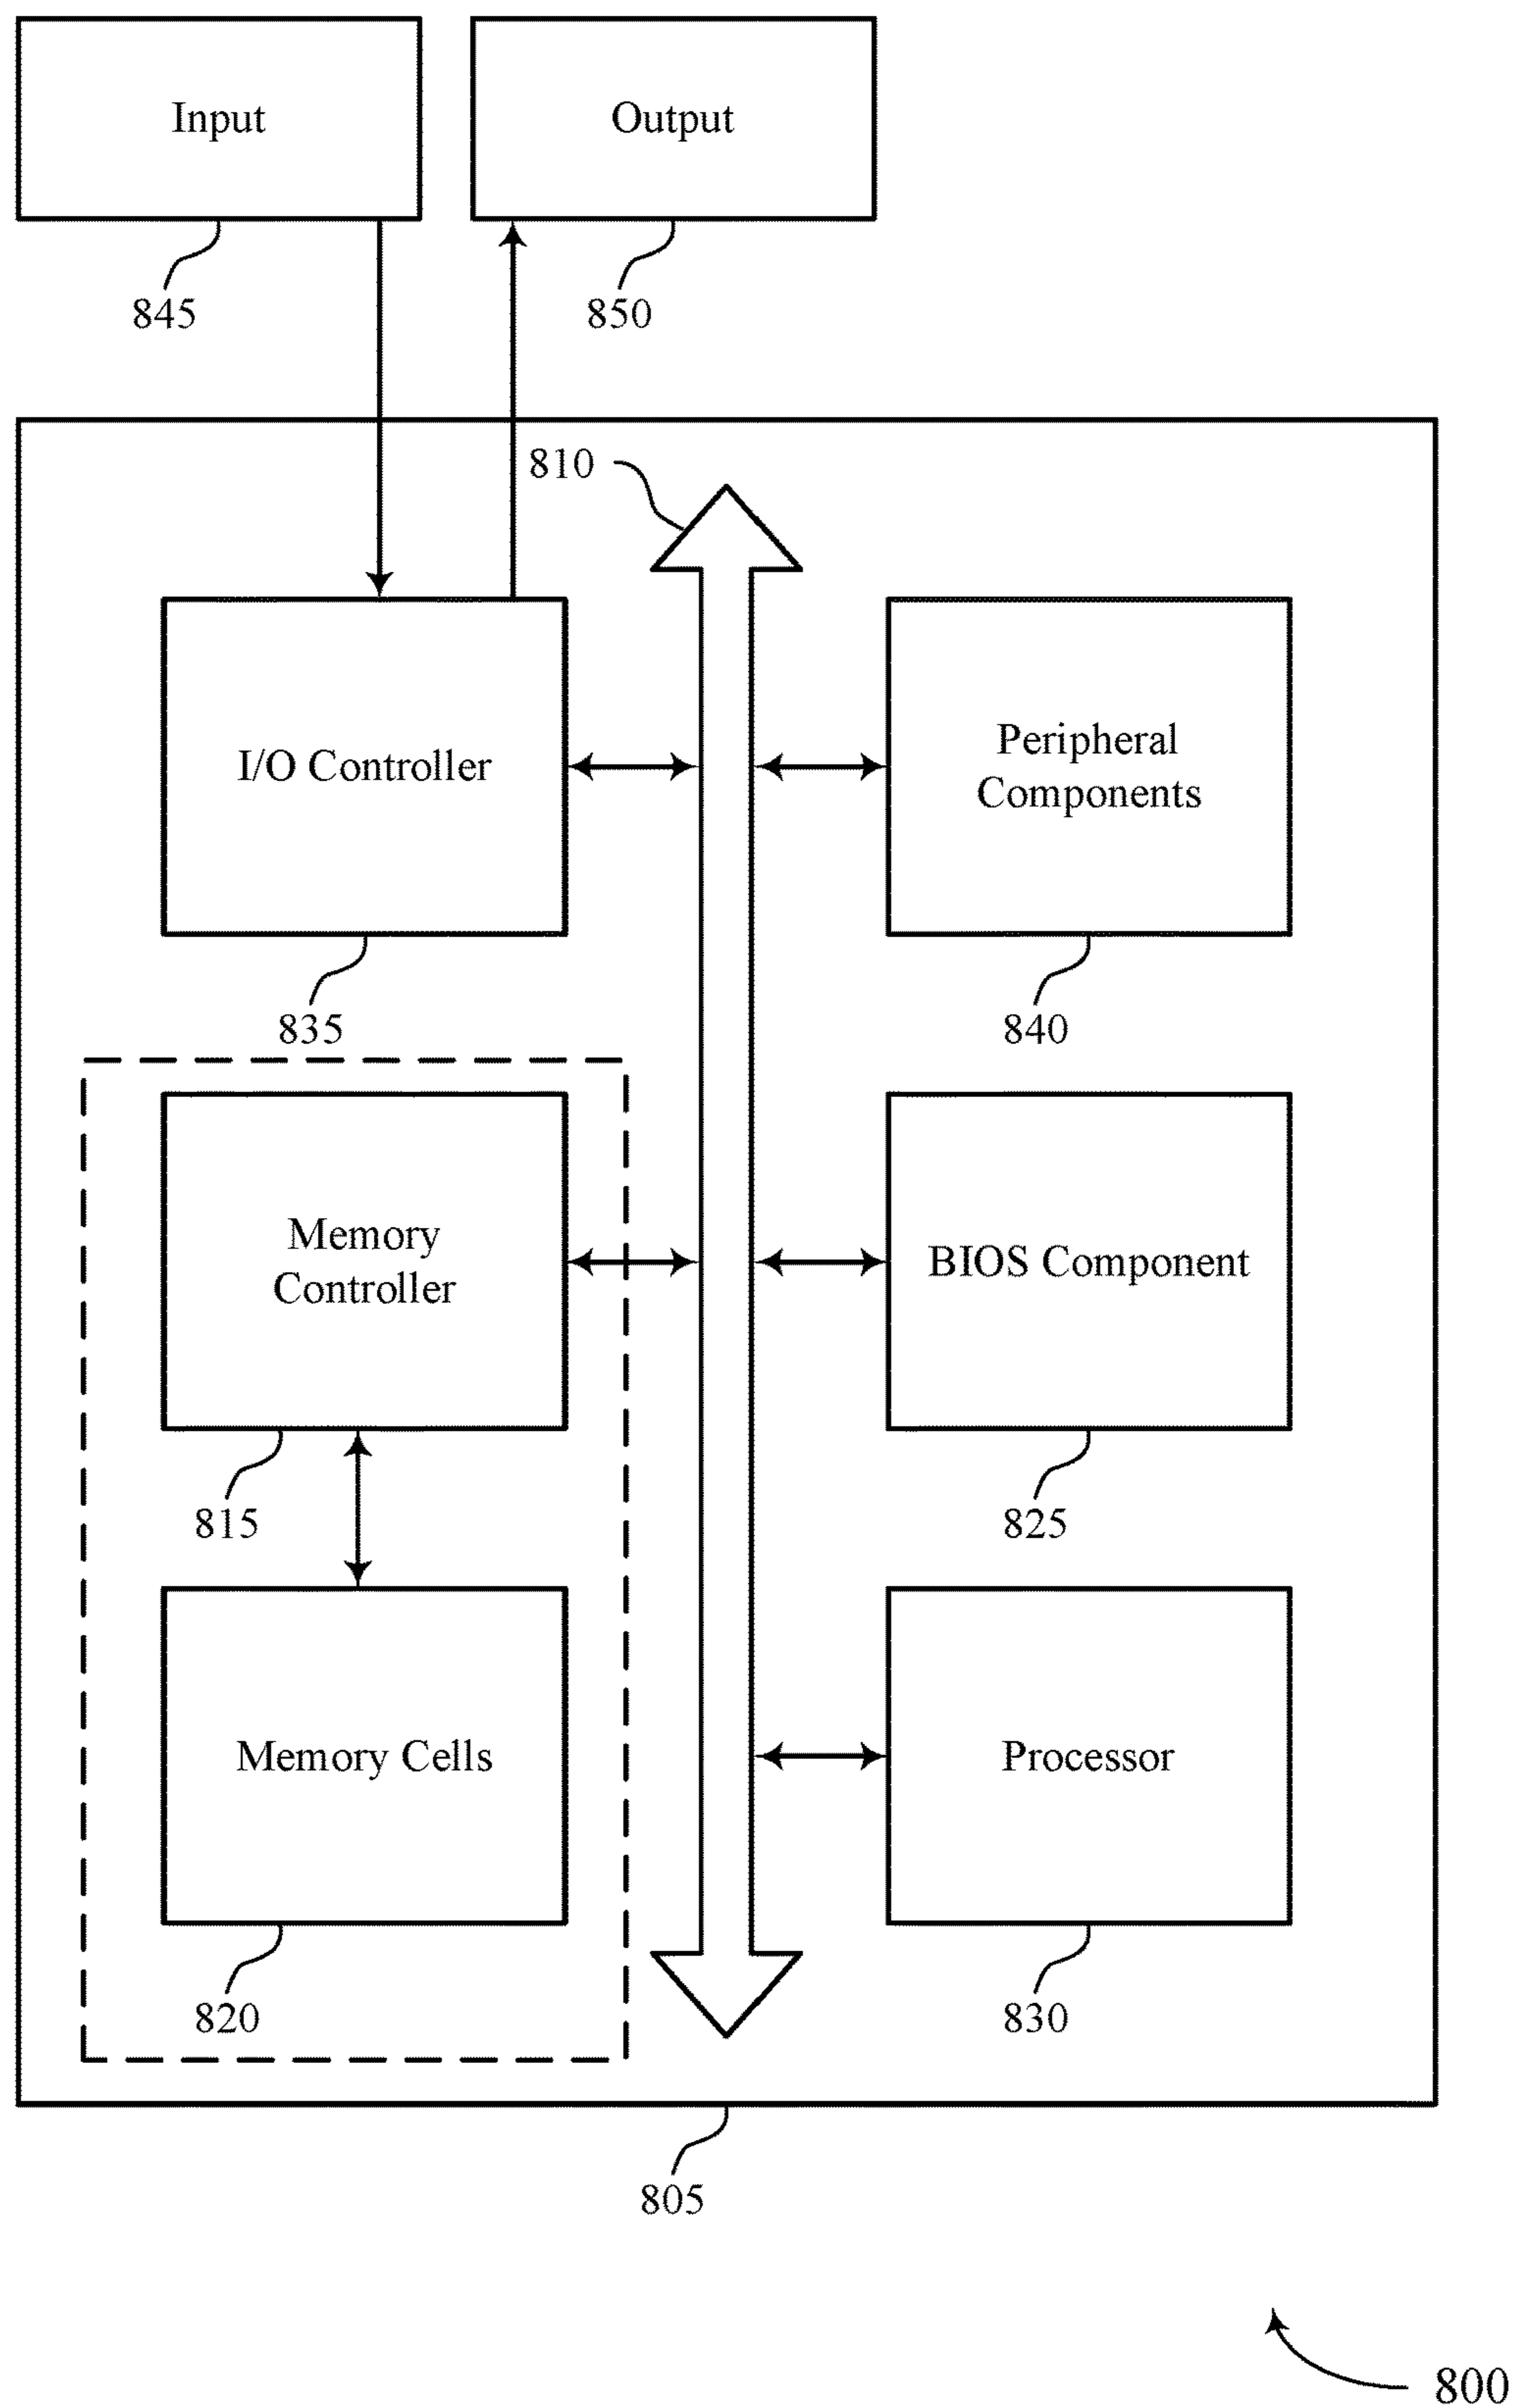 Input
Output
845
850
810
I/O Controller
Peripheral
Components
835
840
Memory
Controller
BIOS Component
815
825
Memory Cells
Processor
820
830
805
800